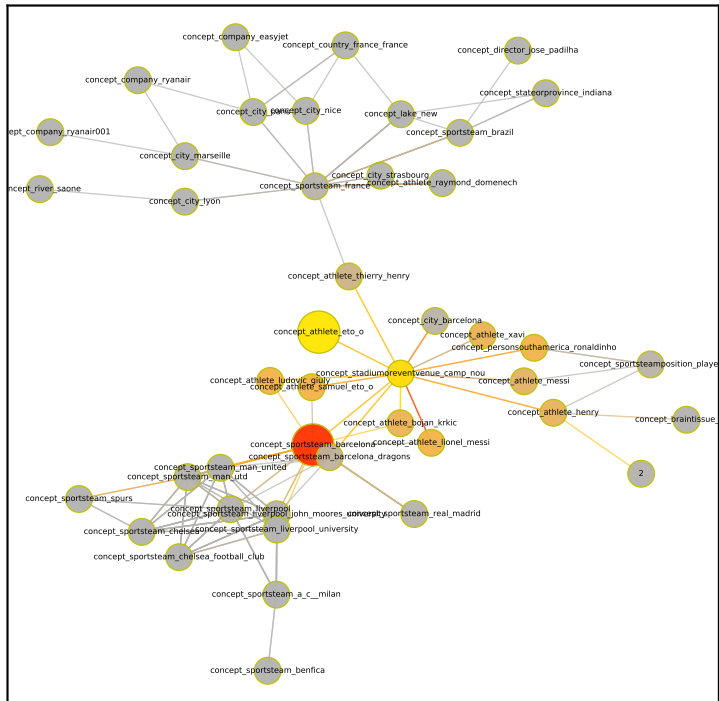 concept_company_easyjet
concept_country_france_france
concept_director_jose_padilha
concept_company_ryanair
concept_stateorprovince_indiana
concept_city_nice
concept_lake_new
concept_sportsteam_brazil
ept_company_ryanair001
concept_city_marseille
concept_city_strasbourg
concept_sportsteam_france
concept_athlete_raymond_domenech
ncept_river_saone
concept_city_lyon
concept_athlete_thierry_henry
concept_city_barcelona
concept_athlete_eto_o
concept_athlete_xavi
concept_personsouthamerica_ronaldinho
concept_sportsteamposition_playe
concept_stadiumoreventvenue_camp_nou
concept_athlete_messi
concept_athlete_ludovic_giuly
concept_athlete_samuel_eto_o
concept_athlete_henry
concept_braintissue_
concept_athlete_bojan_krkic
concept_athlete_lionel_messi
concept_sportsteam_barcelona
concept_sportsteam_barcelona_dragons
concept_sportsteam_man_united
concept_sportsteam_man_utd
2
concept_sportsteam_spurs
concept_sportsteam_liverpool
concept_sportsteam_liverpool_john_moores_university
concept_sportsteam_real_madrid
concept_sportsteam_chelsea
concept_sportsteam_liverpool_university
concept_sportsteam_chelsea_football_club
concept_sportsteam_a_c__milan
concept_sportsteam_benfica